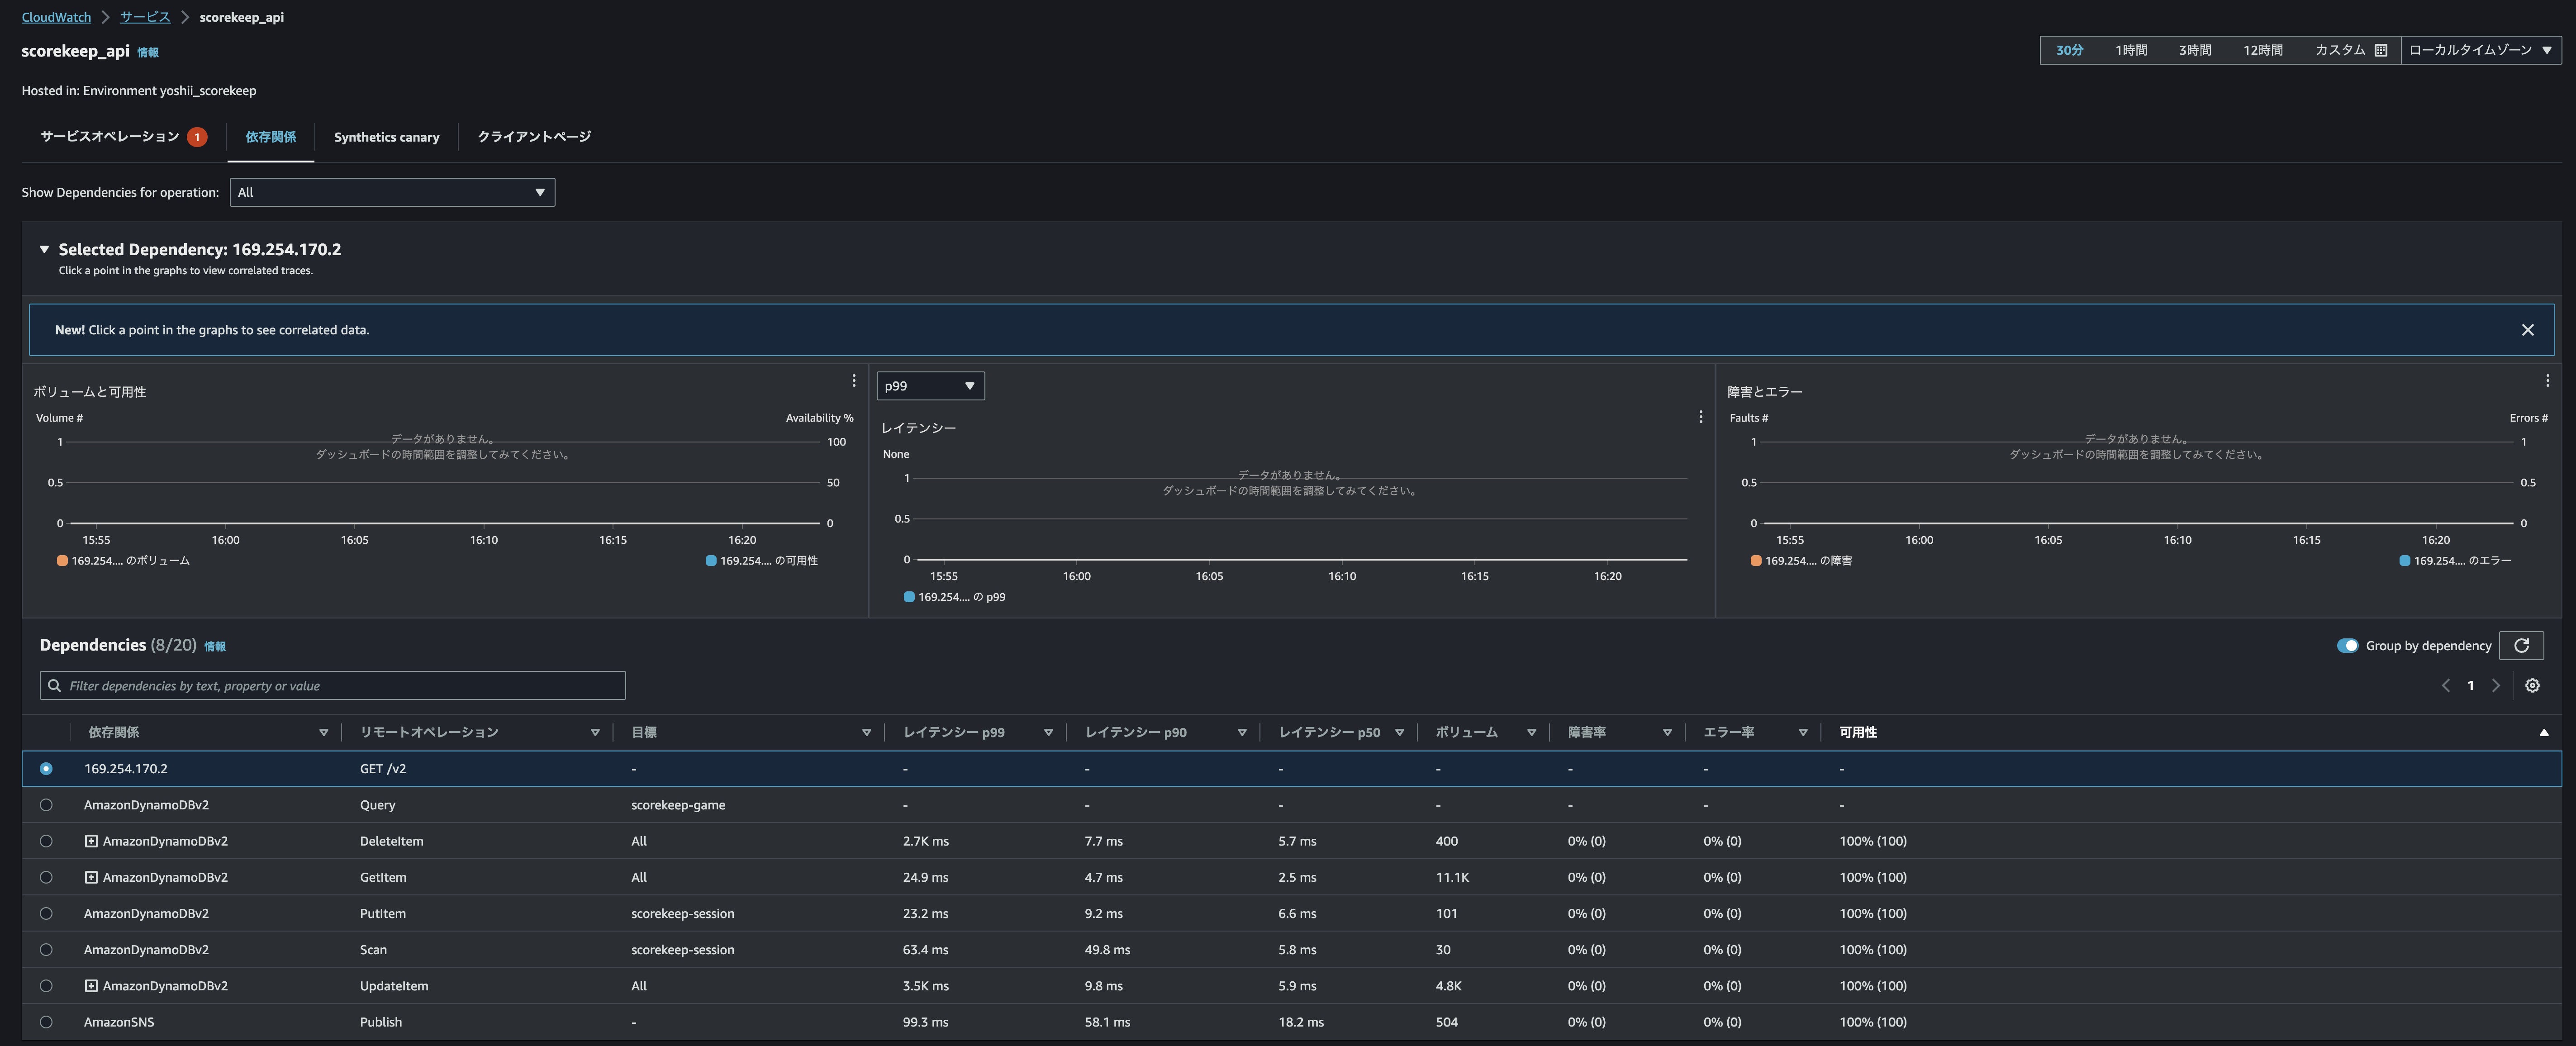 CloudWatch > サービス > scorekeep_api
scorekeep_api 情報
30分 1時間 3時間 12時間 カスタム ローカルタイムゾーン
Hosted in: Environment yoshii_scorekeep
サービスオペレーション 1 依存関係 Synthetics canary クライアントページ
Show Dependencies for operation: All
Selected Dependency: 169.254.170.2
Click a point in the graphs to view correlated traces.
New! Click a point in the graphs to see correlated data.
ボリュームと可用性
Volume # Availability %
データがありません。
ダッシュボードの時間範囲を調整してみてください。
1 100
0.5 50
0 0
15:55 16:00 16:05 16:10 16:15 16:20
169.254.... のボリューム 169.254.... の可用性
p99
レイテンシー
None
データがありません。
ダッシュボードの時間範囲を調整してみてください。
1
0.5
0
15:55 16:00 16:05 16:10 16:15 16:20
169.254.... の p99
障害とエラー
Faults # Errors #
データがありません。
ダッシュボードの時間範囲を調整してみてください。
1 1
0.5 0.5
0 0
15:55 16:00 16:05 16:10 16:15 16:20
169.254.... の障害 169.254.... のエラー
Dependencies (8/20) 情報
Group by dependency
Filter dependencies by text, property or value
1
依存関係 リモートオペレーション 目標 レイテンシー p99 レイテンシー p90 レイテンシー p50 ボリューム 障害率 エラー率 可用性
169.254.170.2 GET /v2 - - - - - - - -
AmazonDynamoDBv2 Query scorekeep-game - - - - - - -
AmazonDynamoDBv2 DeleteItem All 2.7K ms 7.7 ms 5.7 ms 400 0% (0) 0% (0) 100% (100)
AmazonDynamoDBv2 GetItem All 24.9 ms 4.7 ms 2.5 ms 11.1K 0% (0) 0% (0) 100% (100)
AmazonDynamoDBv2 PutItem scorekeep-session 23.2 ms 9.2 ms 6.6 ms 101 0% (0) 0% (0) 100% (100)
AmazonDynamoDBv2 Scan scorekeep-session 63.4 ms 49.8 ms 5.8 ms 30 0% (0) 0% (0) 100% (100)
AmazonDynamoDBv2 UpdateItem All 3.5K ms 9.8 ms 5.9 ms 4.8K 0% (0) 0% (0) 100% (100)
AmazonSNS Publish - 99.3 ms 58.1 ms 18.2 ms 504 0% (0) 0% (0) 100% (100)